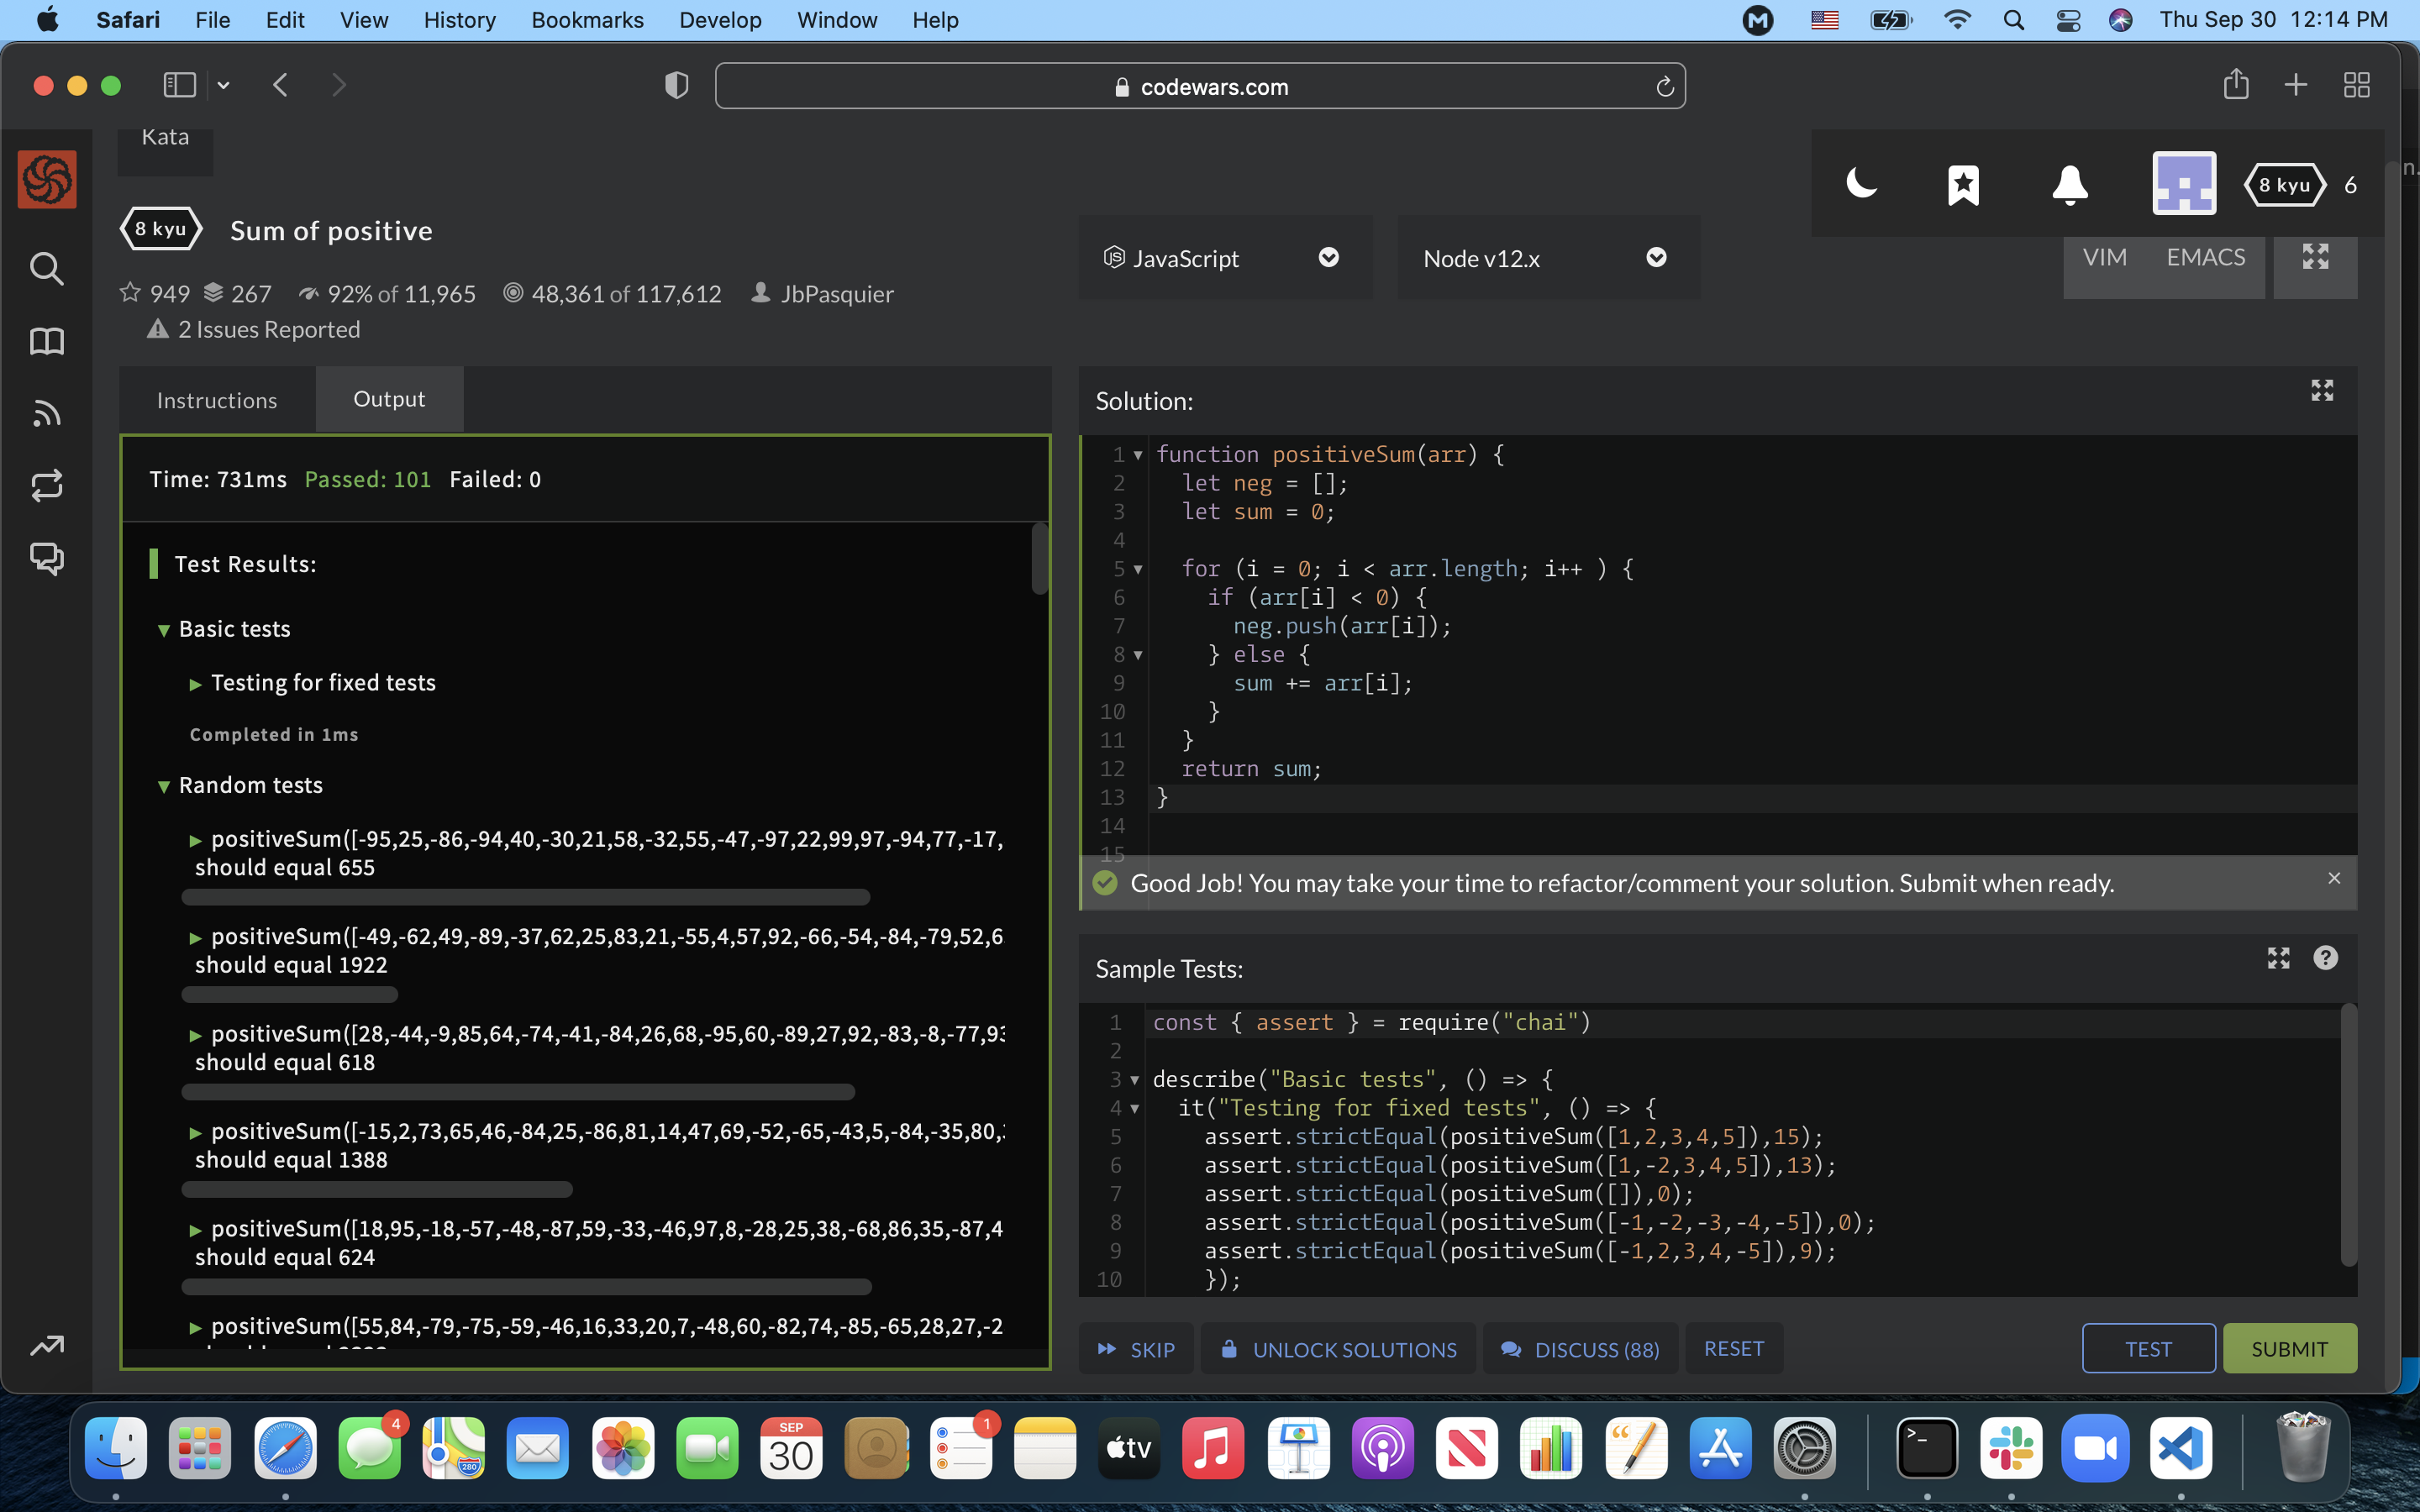 Safari File Edit View History Bookmarks Develop Window Help
Thu Sep 30 12:14 PM
codewars.com
Kata
8 kyu 6
8 kyu Sum of positive
JavaScript
Node v12.x
VIM EMACS
949 267 92% of 11,965 48,361 of 117,612 JbPasquier
2 Issues Reported
Instructions Output
Time: 731ms Passed: 101 Failed: 0
Test Results:
Basic tests
Testing for fixed tests
Completed in 1ms
Random tests
positiveSum([-95,25,-86,-94,40,-30,21,58,-32,55,-47,-97,22,99,97,-94,77,-17,
should equal 655
positiveSum([-49,-62,49,-89,-37,62,25,83,21,-55,4,57,92,-66,-54,-84,-79,52,6
should equal 1922
positiveSum([28,-44,-9,85,64,-74,-41,-84,26,68,-95,60,-89,27,92,-83,-8,-77,93
should equal 618
positiveSum([-15,2,73,65,46,-84,25,-86,81,14,47,69,-52,-65,-43,5,-84,-35,80,
should equal 1388
positiveSum([18,95,-18,-57,-48,-87,59,-33,-46,97,8,-28,25,38,-68,86,35,-87,4
should equal 624
positiveSum([55,84,-79,-75,-59,-46,16,33,20,7,-48,60,-82,74,-85,-65,28,27,-2
Solution:
1 function positiveSum(arr) {
2 let neg = [];
3 let sum = 0;
4
5 for (i = 0; i < arr.length; i++ ) {
6 if (arr[i] < 0) {
7 neg.push(arr[i]);
8 } else {
9 sum += arr[i];
10 }
11 }
12 return sum;
13 }
14
15
Good Job! You may take your time to refactor/comment your solution. Submit when ready.
Sample Tests:
1 const { assert } = require("chai")
2
3 describe("Basic tests", () => {
4 it("Testing for fixed tests", () => {
5 assert.strictEqual(positiveSum([1,2,3,4,5]),15);
6 assert.strictEqual(positiveSum([1,-2,3,4,5]),13);
7 assert.strictEqual(positiveSum([]),0);
8 assert.strictEqual(positiveSum([-1,-2,-3,-4,-5]),0);
9 assert.strictEqual(positiveSum([-1,2,3,4,-5]),9);
10 });
SKIP UNLOCK SOLUTIONS DISCUSS (88) RESET TEST SUBMIT
4
280
SEP
30
1
tv